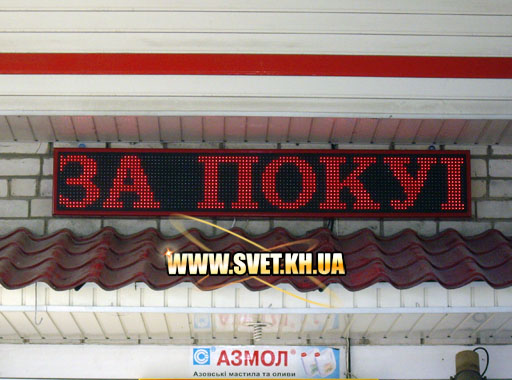 ЗА ПОКУ
WWW.SVET.KH.UA
АЗМОЛ
Азовські мастила та оливи